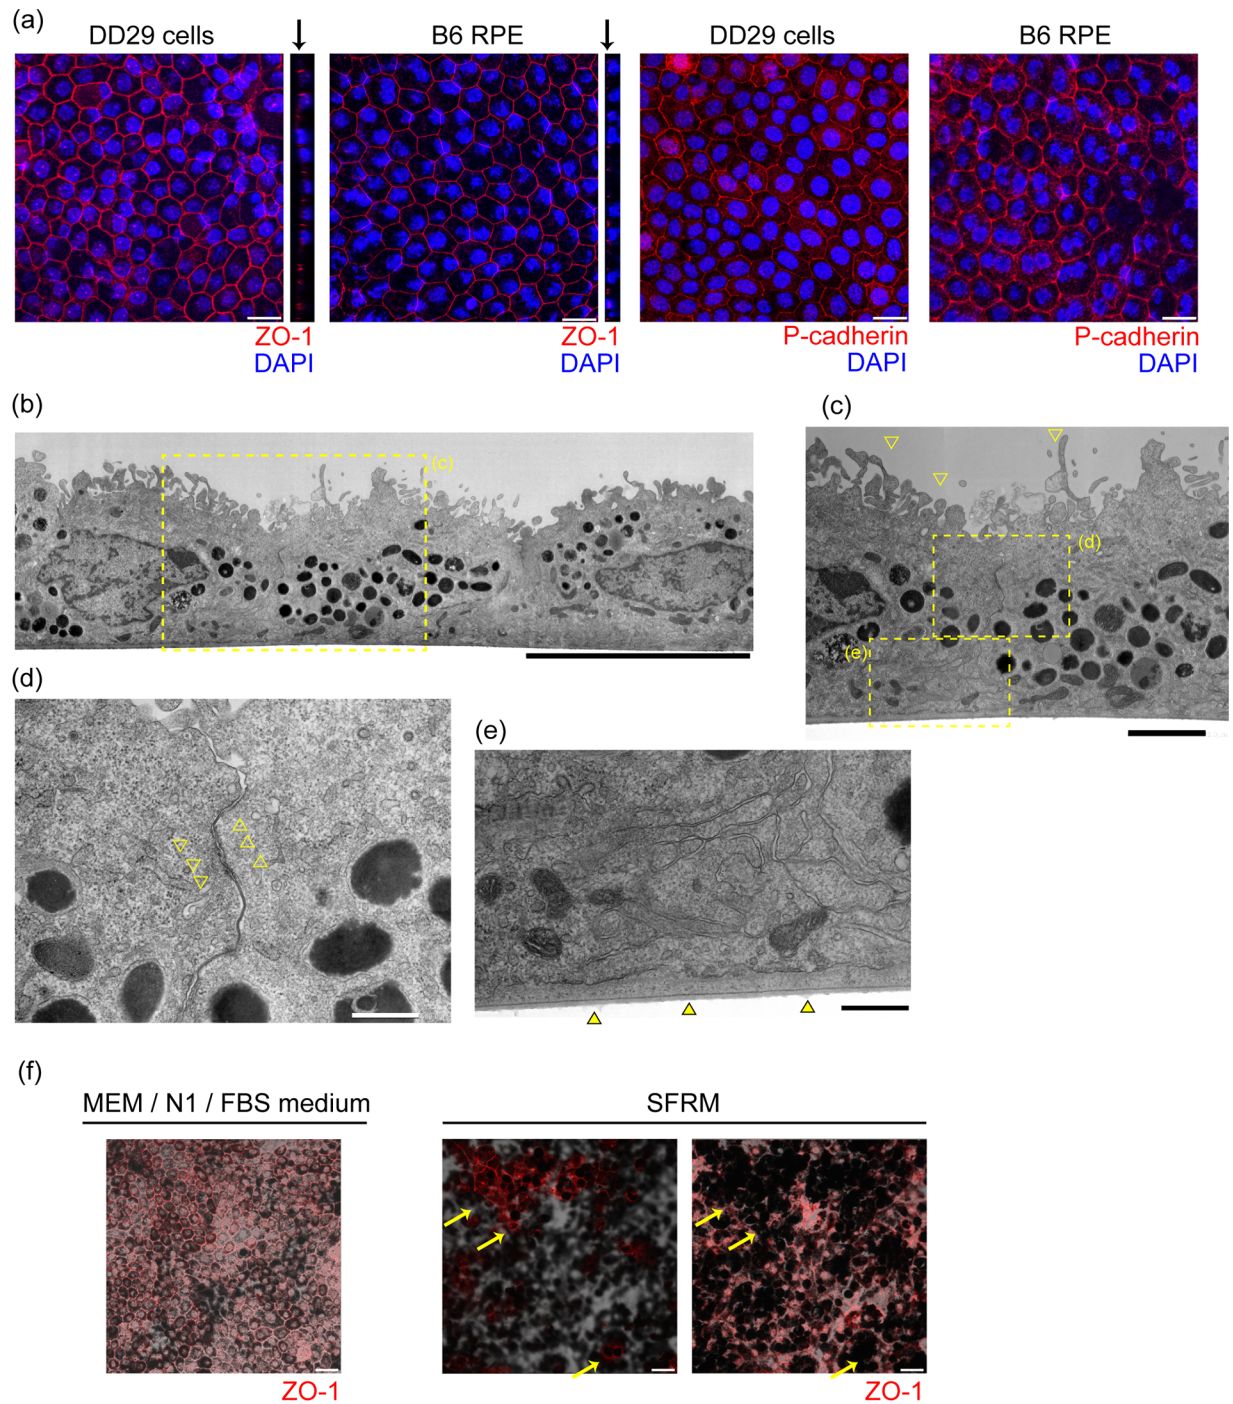 (a)
DD29 cells
B6 RPE
DD29 cells
B6 RPE
ZO-1
DAPI
ZO-1
DAPI
P-cadherin
DAPI
P-cadherin
DAPI
(b)
(c)
(c)
(d)
(e)
(d)
(e)
(f)
MEM / N1 / FBS medium
SFRM
ZO-1
ZO-1